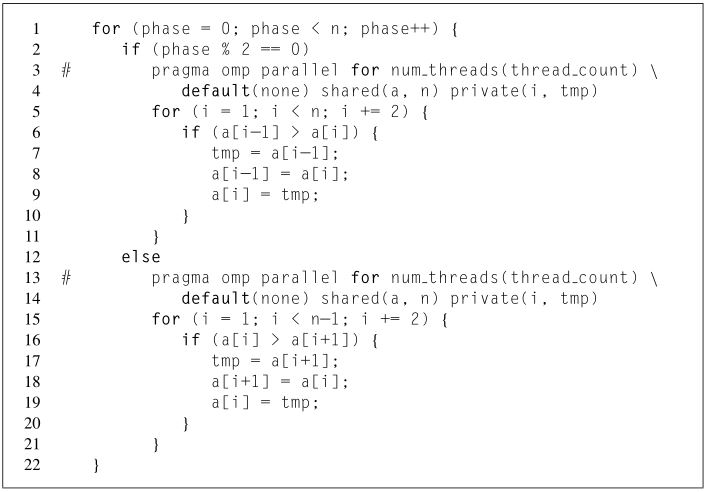 1 for (phase = 0; phase < n; phase++) {
2 if (phase % 2 == 0)
3 # pragma omp parallel for num_threads(thread_count) \
4 default(none) shared(a, n) private(i, tmp)
5 for (i = 1; i < n; i += 2) {
6 if (a[i−1] > a[i]) {
7 tmp = a[i−1];
8 a[i−1] = a[i];
9 a[i] = tmp;
10 }
11 }
12 else
13 # pragma omp parallel for num_threads(thread_count) \
14 default(none) shared(a, n) private(i, tmp)
15 for (i = 1; i < n−1; i += 2) {
16 if (a[i] > a[i+1]) {
17 tmp = a[i+1];
18 a[i+1] = a[i];
19 a[i] = tmp;
20 }
21 }
22 }